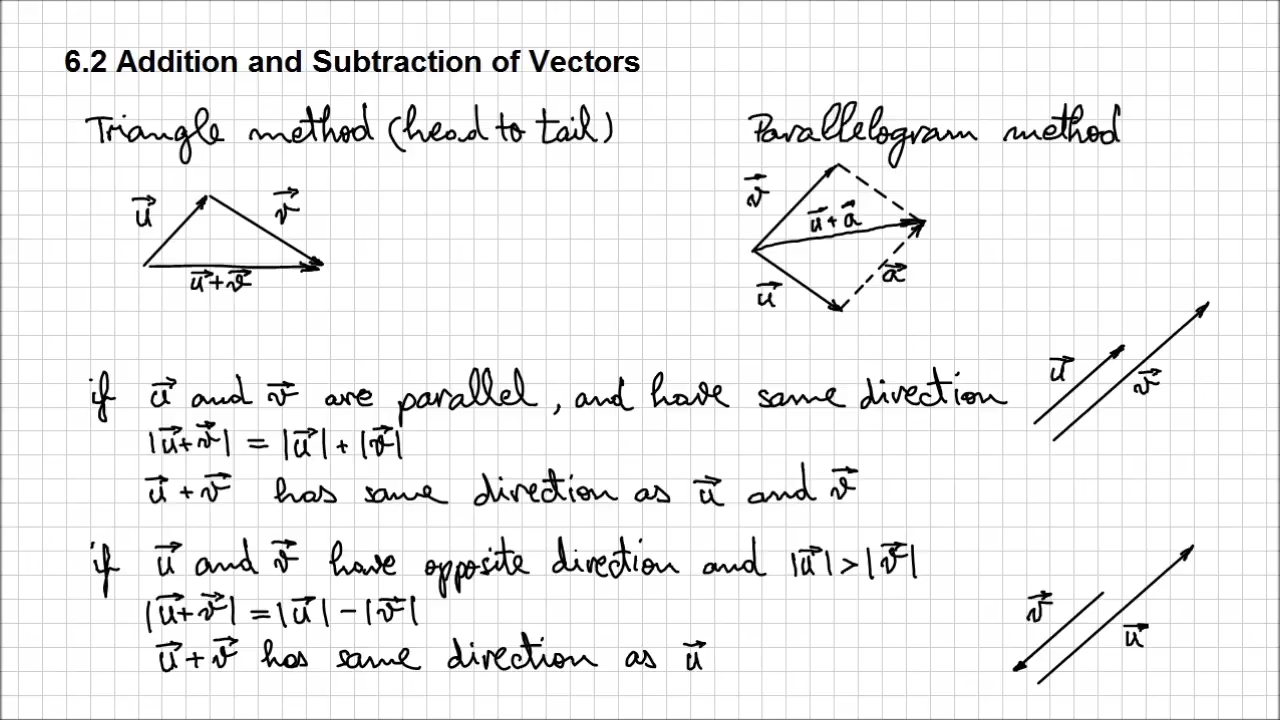 6.2 Addition and Subtraction of Vectors
Triangle method (head to tail)
Parallelogram method
u⃗
v⃗
u⃗+v⃗
v⃗
u⃗+a⃗
a⃗
u⃗
u⃗
v⃗
if u⃗ and v⃗ are parallel, and have same direction
|u⃗+v⃗| = |u⃗| + |v⃗|
u⃗ + v⃗ has same direction as u⃗ and v⃗
if u⃗ and v⃗ have opposite direction and |u⃗| > |v⃗|
|u⃗+v⃗| = |u⃗| - |v⃗|
u⃗ + v⃗ has same direction as u⃗
v⃗
u⃗